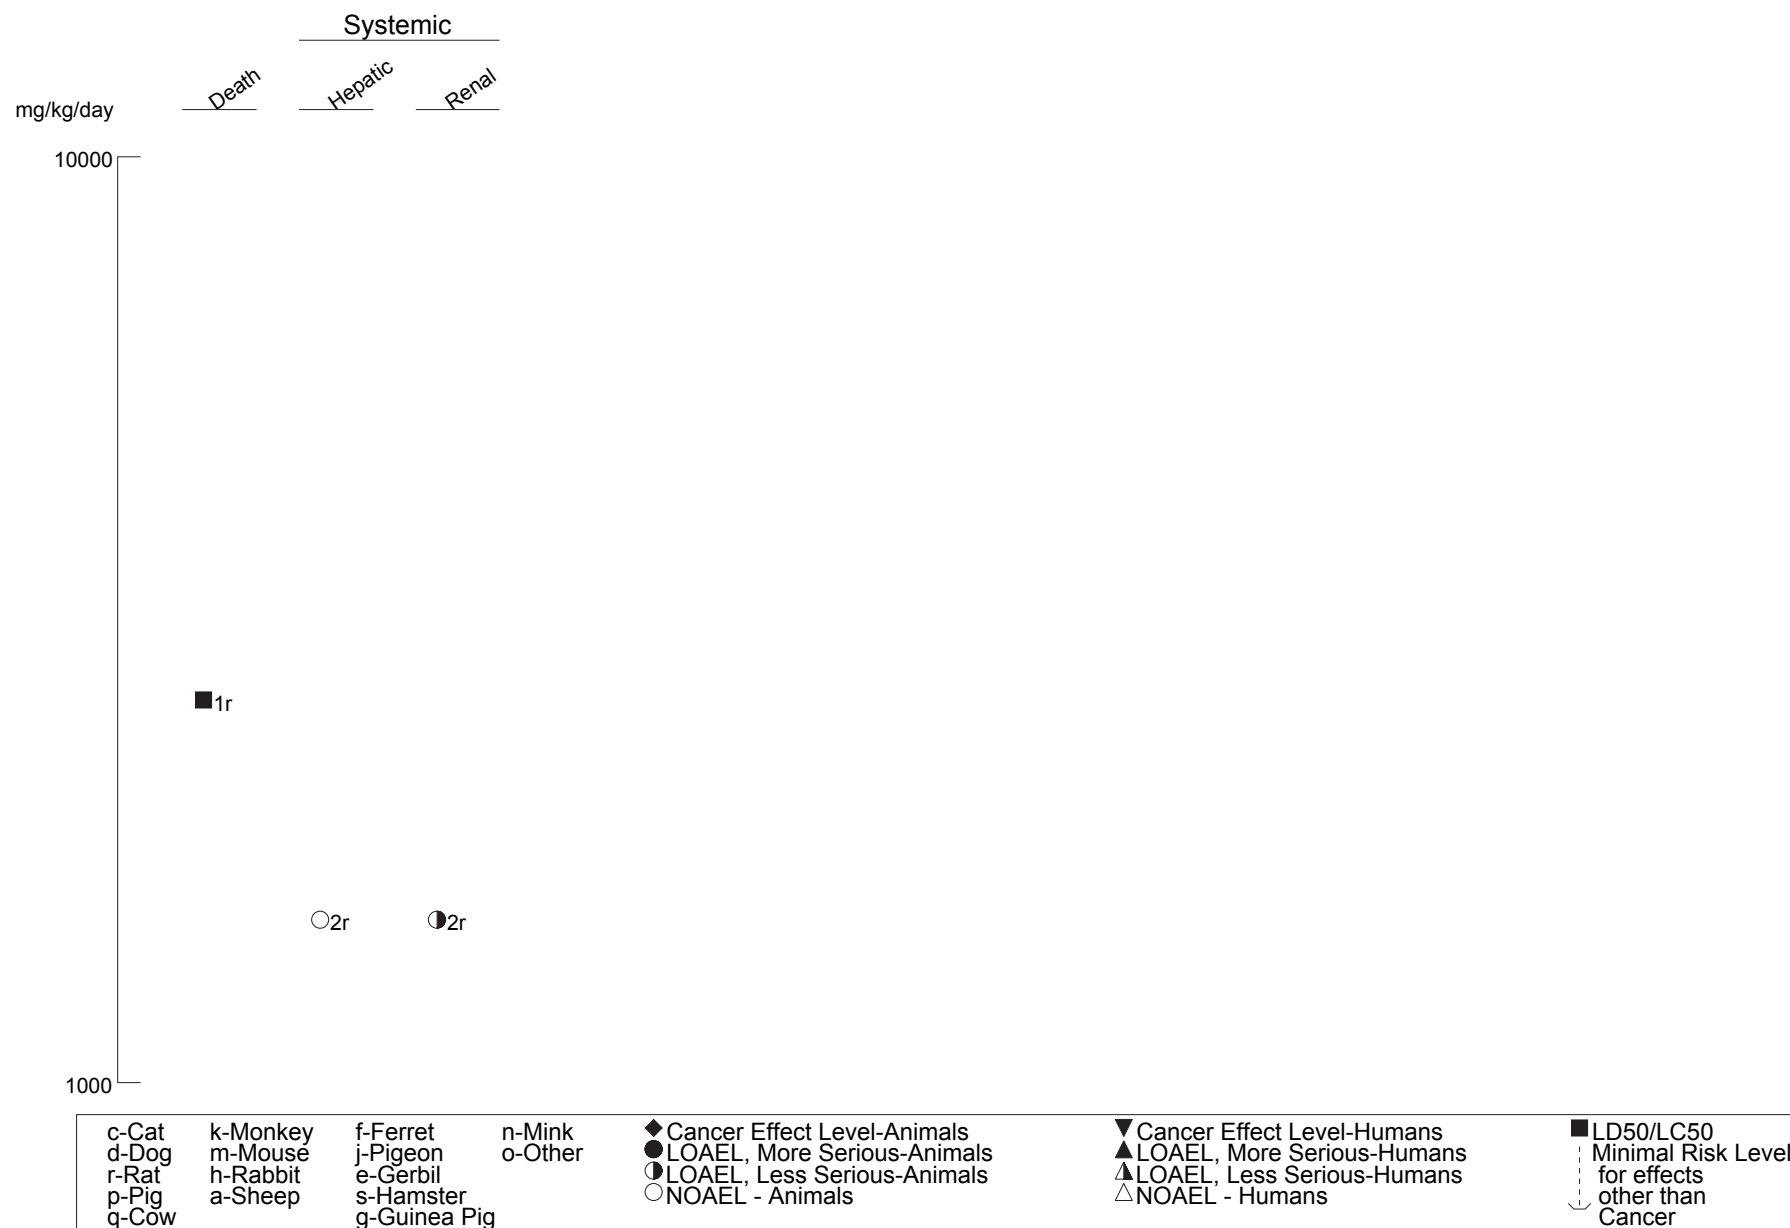 Systemic
Death Hepatic Renal
mg/kg/day
10000
1r
2r 2r
1000
c-Cat k-Monkey f-Ferret n-Mink Cancer Effect Level-Animals Cancer Effect Level-Humans LD50/LC50
d-Dog m-Mouse j-Pigeon o-Other LOAEL, More Serious-Animals LOAEL, More Serious-Humans Minimal Risk Level
r-Rat h-Rabbit e-Gerbil LOAEL, Less Serious-Animals LOAEL, Less Serious-Humans for effects
p-Pig a-Sheep s-Hamster NOAEL - Animals NOAEL - Humans other than
q-Cow g-Guinea Pig Cancer